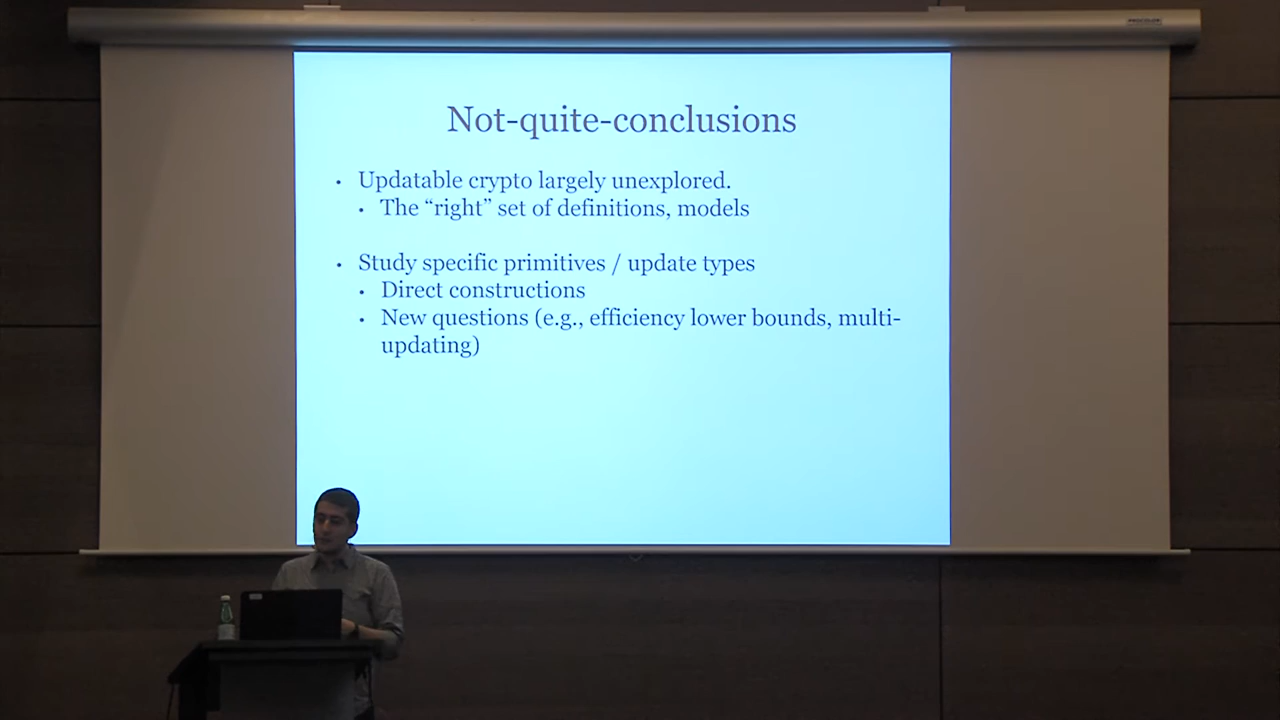 Not-quite-conclusions
• Updatable crypto largely unexplored.
• The “right” set of definitions, models
• Study specific primitives / update types
• Direct constructions
• New questions (e.g., efficiency lower bounds, multi-
updating)